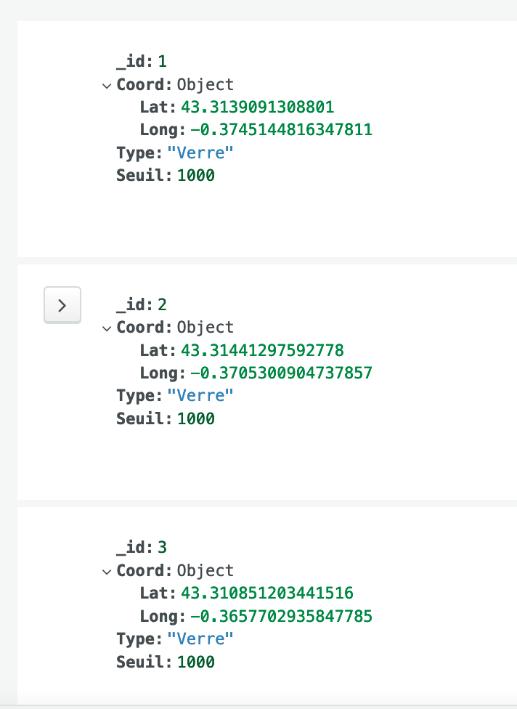 _id: 1
Coord: Object
Lat: 43.3139091308801
Long: -0.3745144816347811
Type: "Verre"
Seuil: 1000
_id: 2
Coord: Object
Lat: 43.31441297592778
Long: -0.3705300904737857
Type: "Verre"
Seuil: 1000
_id: 3
Coord: Object
Lat: 43.310851203441516
Long: -0.3657702935847785
Type: "Verre"
Seuil: 1000